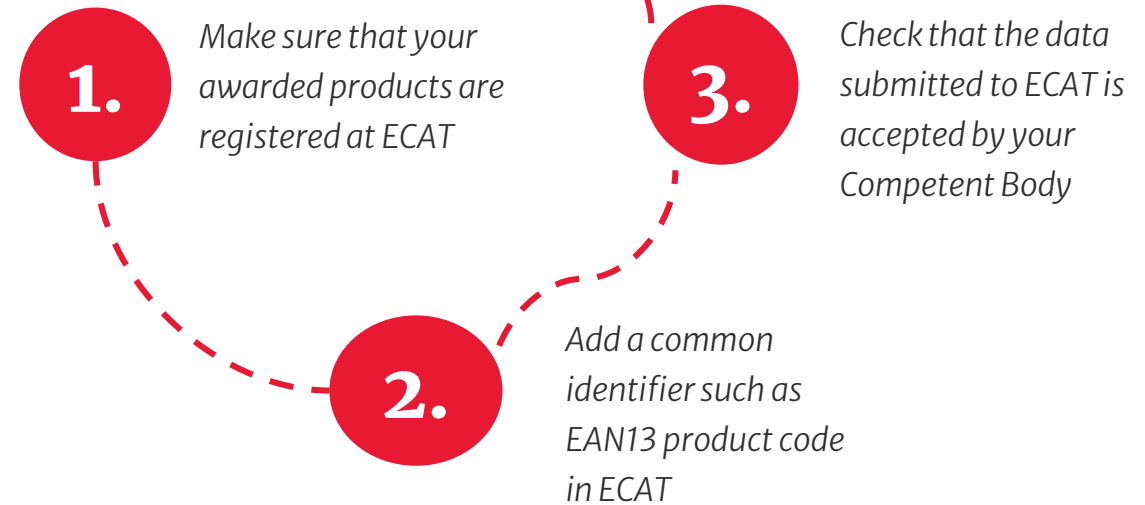 1.
Make sure that your
awarded products are
registered at ECAT
2.
Add a common
identifier such as
EAN13 product code
in ECAT
3.
Check that the data
submitted to ECAT is
accepted by your
Competent Body